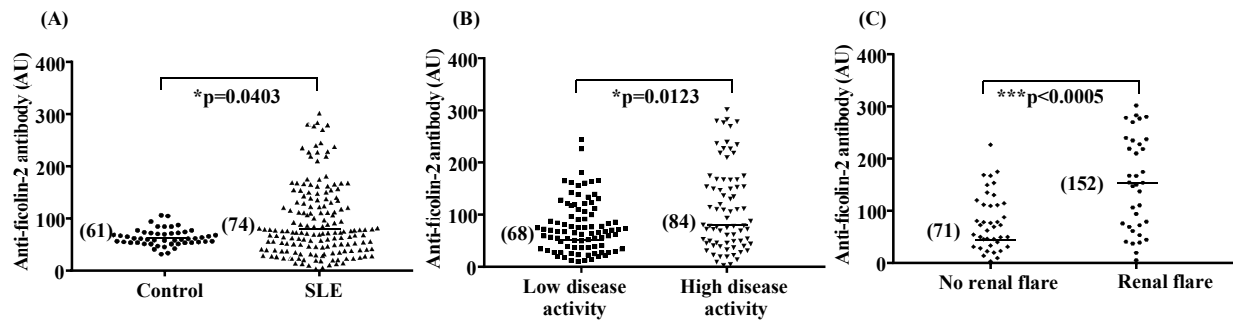 (A)
Anti-ficolin-2 antibody (AU)
400
300
200
100
0
*p=0.0403
(61)
(74)
Control
SLE
(B)
Anti-ficolin-2 antibody (AU)
400
300
200
100
0
*p=0.0123
(68)
(84)
Low disease
activity
High disease
activity
(C)
Anti-ficolin-2 antibody (AU)
400
300
200
100
0
***p<0.0005
(71)
(152)
No renal flare
Renal flare